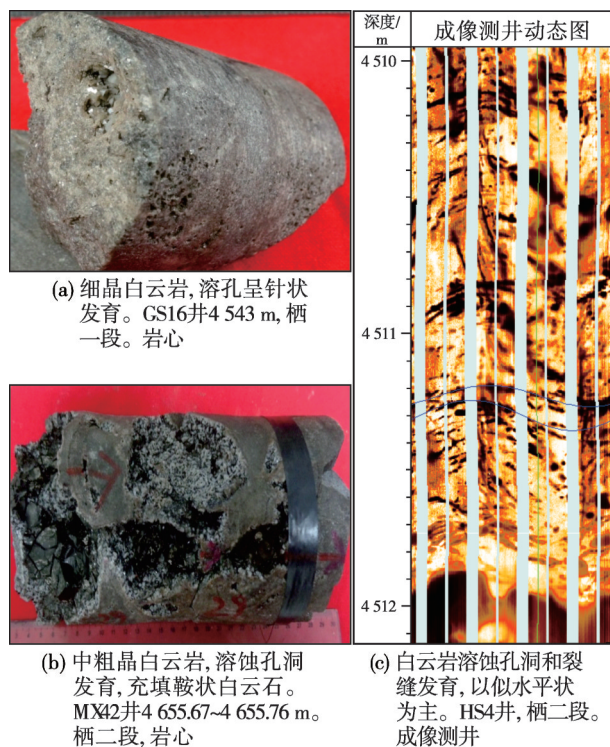 (a) 细晶白云岩, 溶孔呈针状
发育。GS16井4 543 m, 栖
一段。岩心
(b) 中粗晶白云岩, 溶蚀孔洞
发育, 充填鞍状白云石。
MX42井4 655.67~4 655.76 m。
栖二段, 岩心
深度/
m
成像测井动态图
4 510
4 511
4 512
(c) 白云岩溶蚀孔洞和裂
缝发育, 以似水平状
为主。HS4井, 栖二段。
成像测井